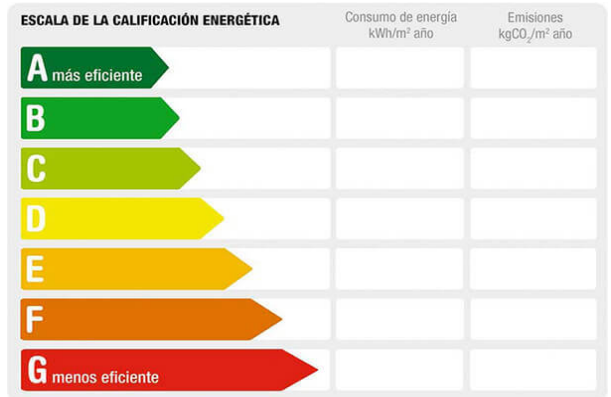 ESCALA DE LA CALIFICACIÓN ENERGÉTICA
Consumo de energía
kWh/m² año
Emisiones
kgCO₂/m² año
A más eficiente
B
C
D
E
F
G menos eficiente